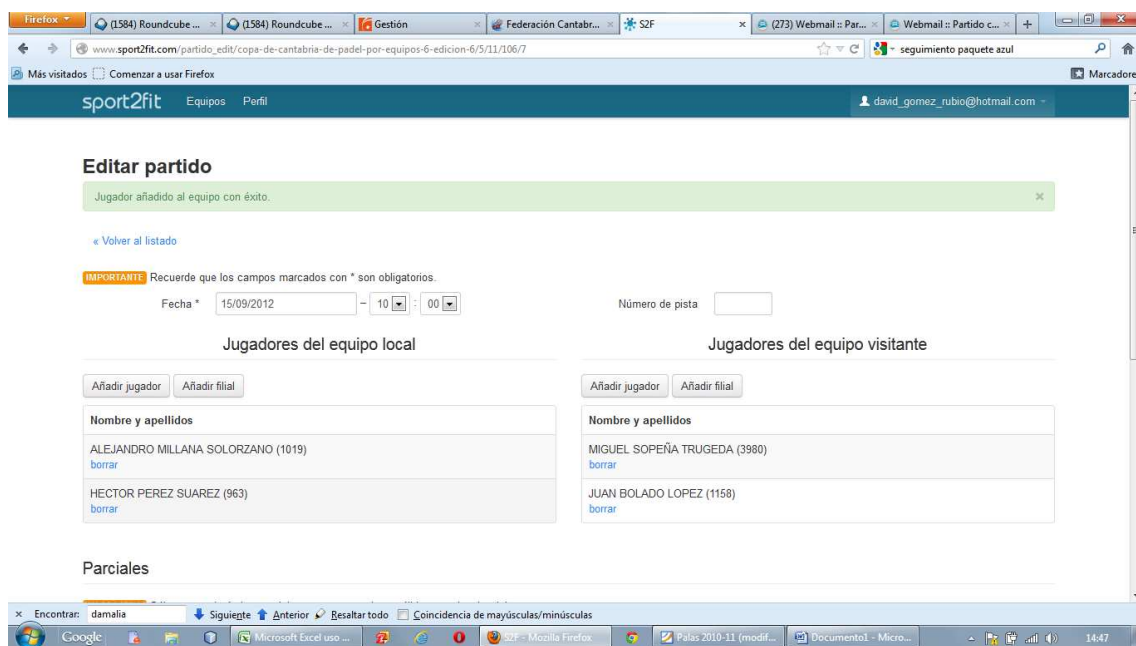 Firefox
(1584) Roundcube ...
(1584) Roundcube ...
Gestión
Federación Cantabr...
S2F
(273) Webmail :: Par...
Webmail :: Partido c...
www.sport2fit.com/partido_edit/copa-de-cantabria-de-padel-por-equipos-6-edicion-6/5/11/106/7
seguimiento paquete azul
Más visitados
Comenzar a usar Firefox
Marcadore
sport2fit
Equipos
Perfil
david_gomez_rubio@hotmail.com
Editar partido
Jugador añadido al equipo con éxito.
« Volver al listado
IMPORTANTE Recuerde que los campos marcados con * son obligatorios.
Fecha * 15/09/2012 – 10 : 00
Número de pista
Jugadores del equipo local
Jugadores del equipo visitante
Añadir jugador Añadir filial
Añadir jugador Añadir filial
Nombre y apellidos
Nombre y apellidos
ALEJANDRO MILLANA SOLORZANO (1019)
borrar
MIGUEL SOPEÑA TRUGEDA (3980)
borrar
HECTOR PEREZ SUAREZ (963)
borrar
JUAN BOLADO LOPEZ (1158)
borrar
Parciales
× Encontrar: damalia Siguiente Anterior Resaltar todo Coincidencia de mayúsculas/minúsculas
Google
Microsoft Excel uso ...
S2F - Mozilla Firefox
Palas 2010-11 (modif...
Documento1 - Micro...
14:47